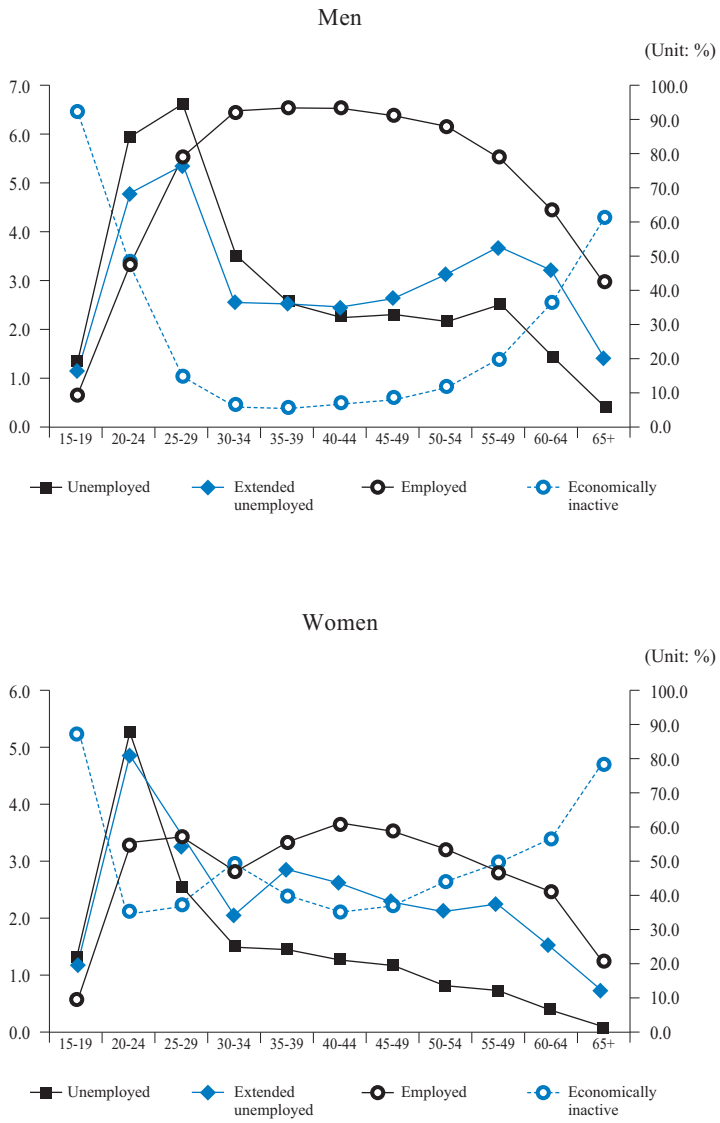 Men
(Unit: %)
7.0
6.0
5.0
4.0
3.0
2.0
1.0
0.0
100.0
90.0
80.0
70.0
60.0
50.0
40.0
30.0
20.0
10.0
0.0
15-19 20-24 25-29 30-34 35-39 40-44 45-49 50-54 55-49 60-64 65+
Unemployed
Extended
unemployed
Employed
Economically
inactive
Women
(Unit: %)
6.0
5.0
4.0
3.0
2.0
1.0
0.0
100.0
90.0
80.0
70.0
60.0
50.0
40.0
30.0
20.0
10.0
0.0
15-19 20-24 25-29 30-34 35-39 40-44 45-49 50-54 55-49 60-64 65+
Unemployed
Extended
unemployed
Employed
Economically
inactive